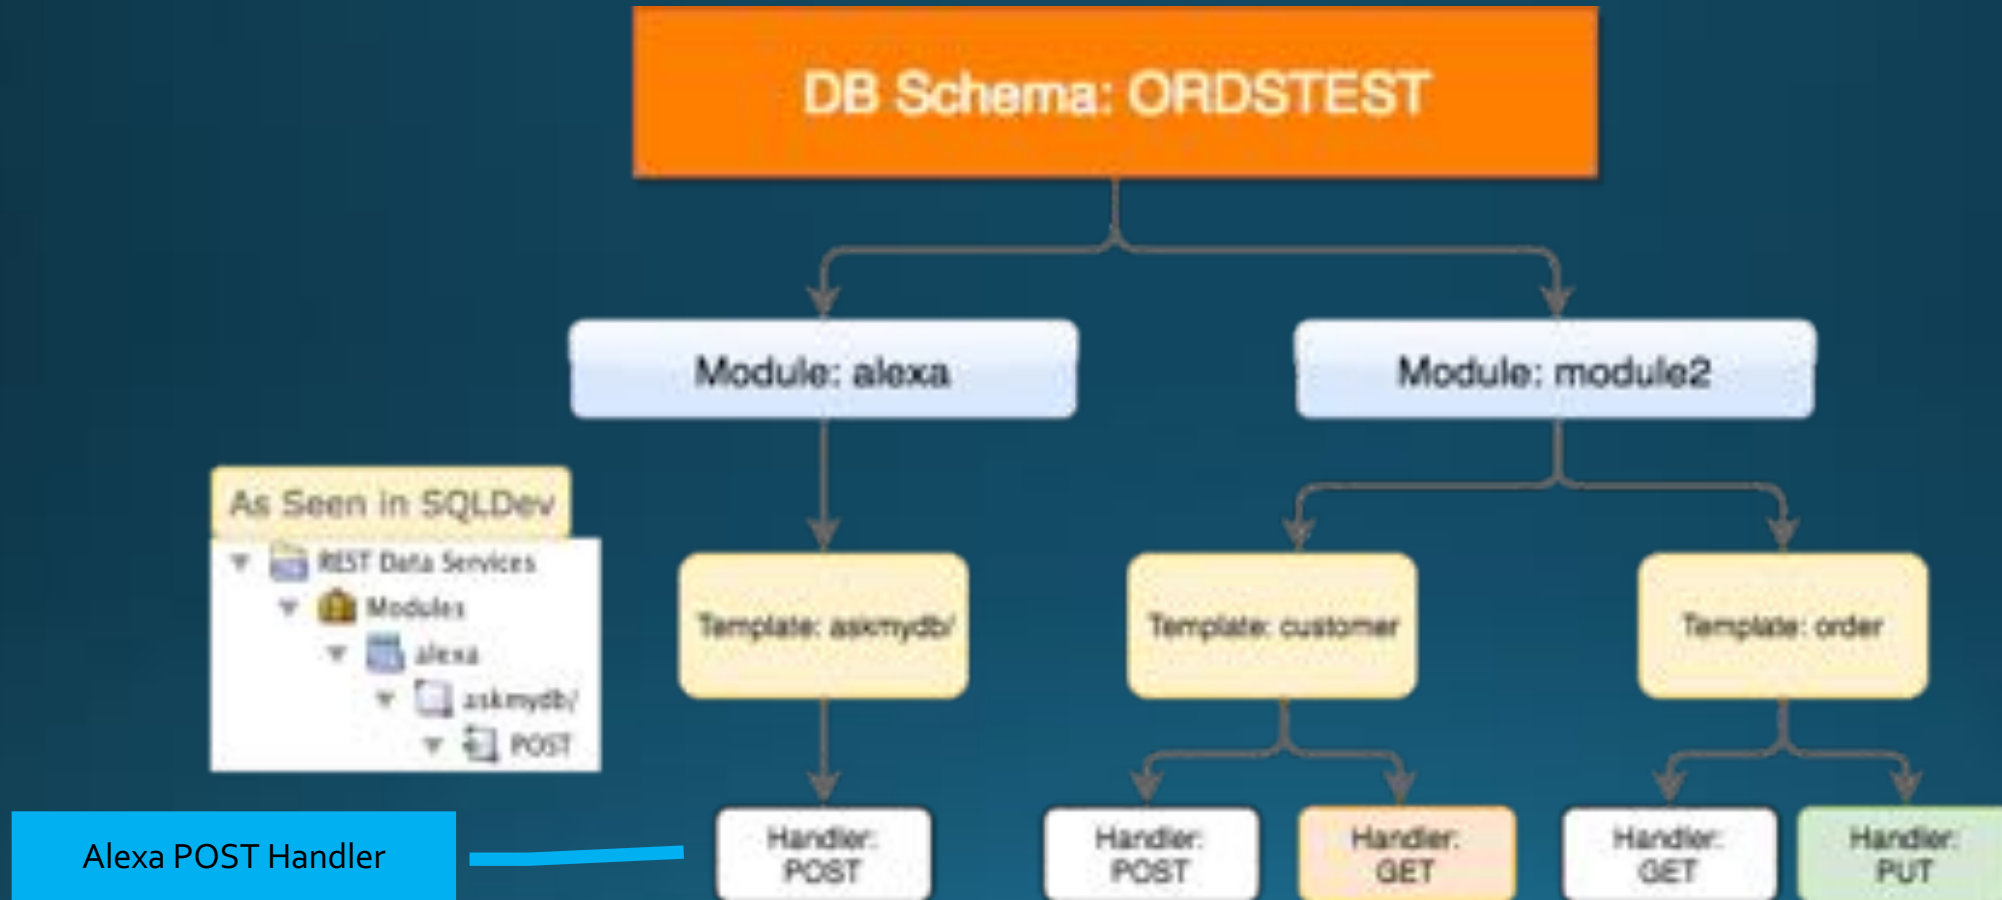 DB Schema: ORDSTEST
Module: alexa
Module: module2
As Seen in SQLDev
REST Data Services
Modules
alexa
askmydb/
POST
Template: askmydb/
Template: customer
Template: order
Alexa POST Handler
Handler:
POST
Handler:
POST
Handler:
GET
Handler:
GET
Handler:
PUT